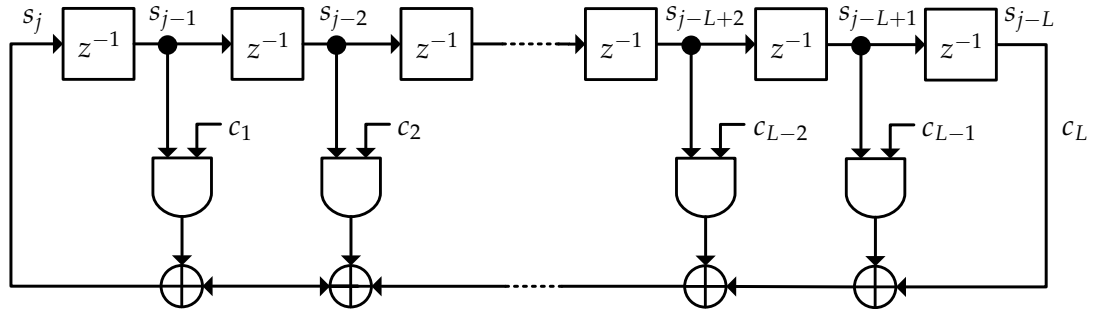 s_j s_{j−1} s_{j−2} s_{j−L+2} s_{j−L+1} s_{j−L}
z^{−1} z^{−1} z^{−1} z^{−1} z^{−1} z^{−1}
c_1 c_2 c_{L−2} c_{L−1} c_L